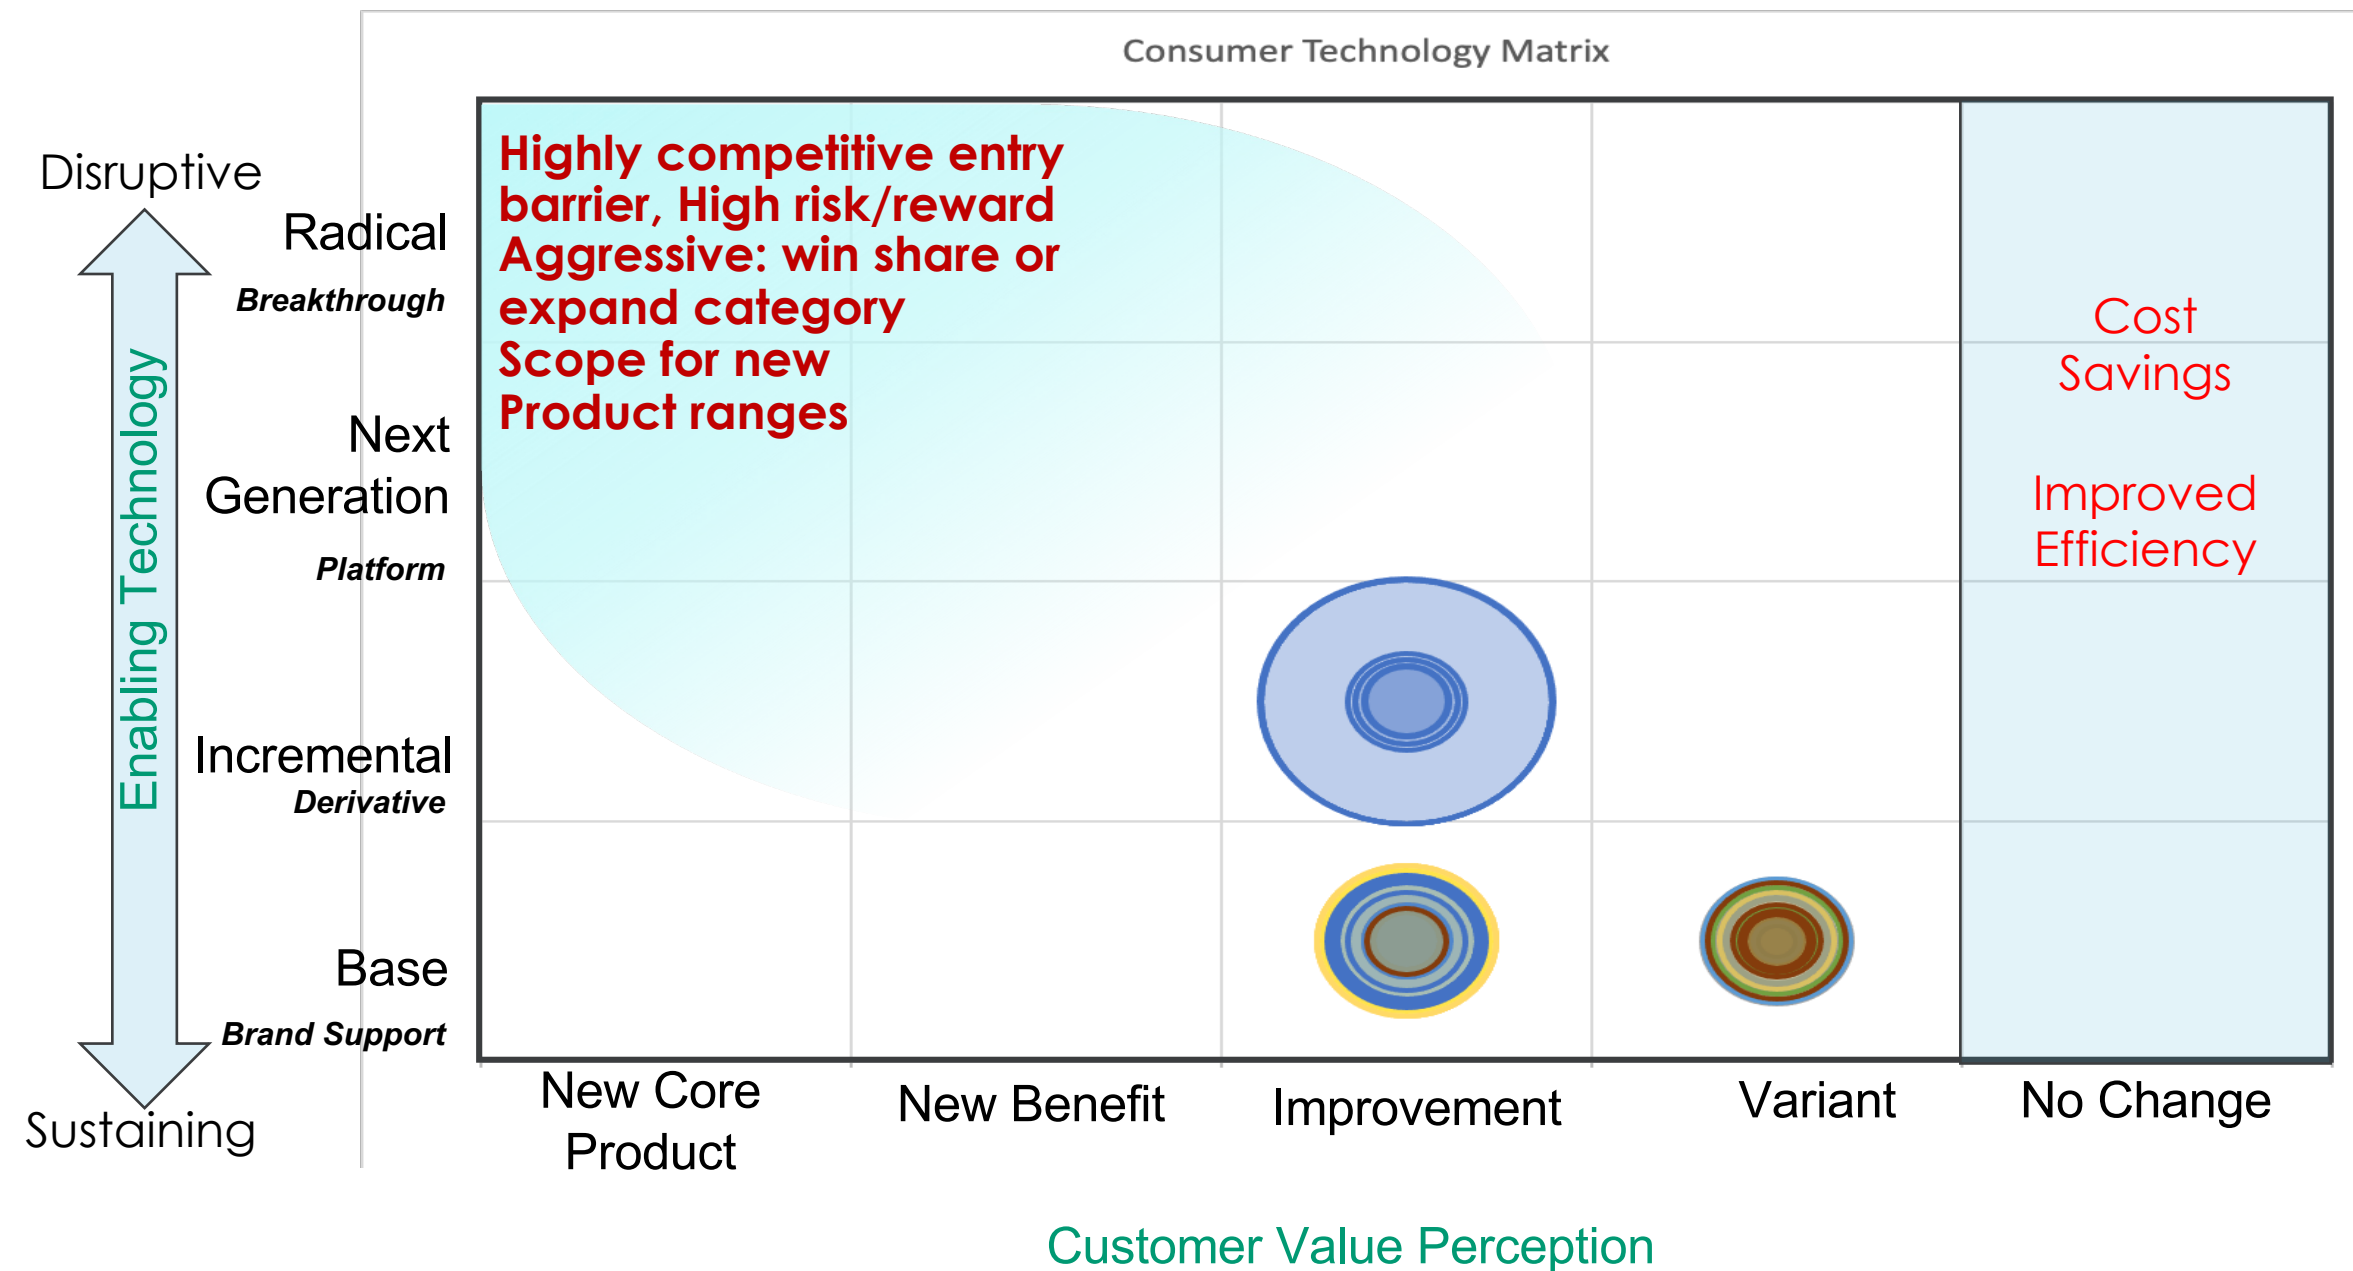 Consumer Technology Matrix
Disruptive
Radical
Breakthrough
Next
Generation
Platform
Incremental
Derivative
Base
Brand Support
Sustaining
Enabling Technology
Highly competitive entry
barrier, High risk/reward
Aggressive: win share or
expand category
Scope for new
Product ranges
Cost
Savings
Improved
Efficiency
New Core
Product
New Benefit
Improvement
Variant
No Change
Customer Value Perception